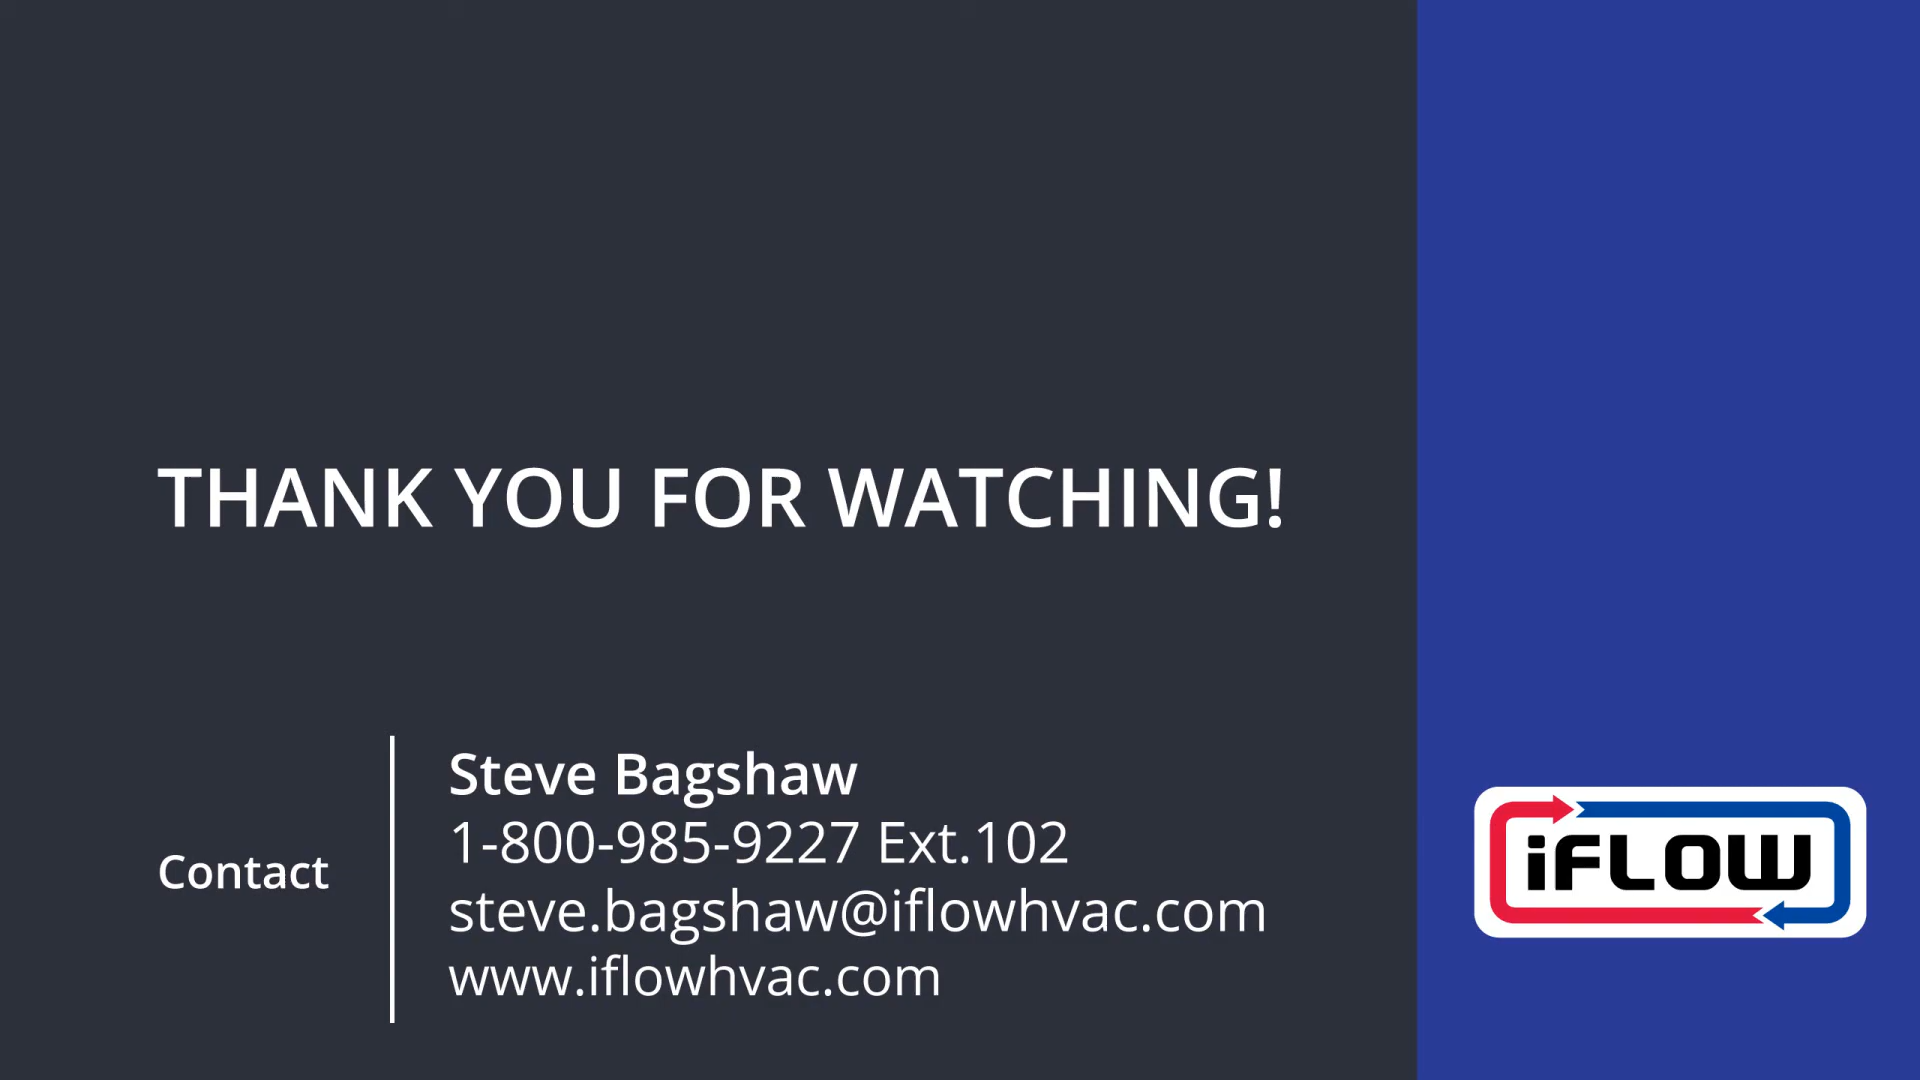 THANK YOU FOR WATCHING!
Contact
Steve Bagshaw
1-800-985-9227 Ext.102
steve.bagshaw@iflowhvac.com
www.iflowhvac.com
iFLOW